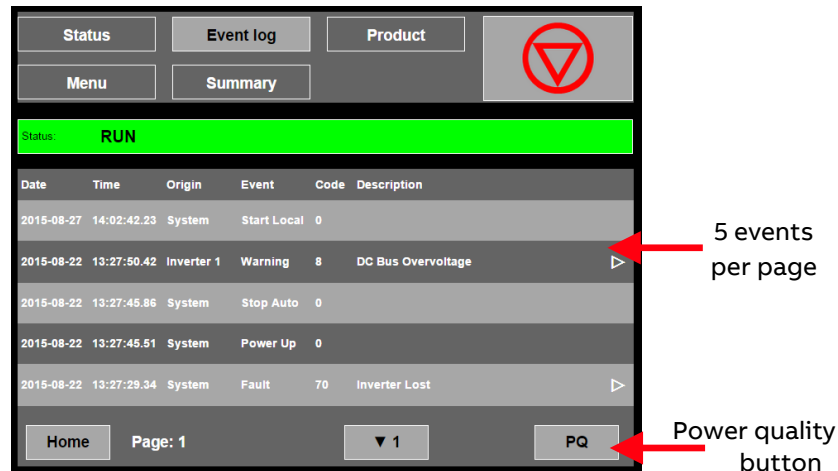 Status Event log Product
Menu Summary
Status: RUN
Date Time Origin Event Code Description
2015-08-27 14:02:42.23 System Start Local 0
2015-08-22 13:27:50.42 Inverter 1 Warning 8 DC Bus Overvoltage
2015-08-22 13:27:45.86 System Stop Auto 0
2015-08-22 13:27:45.51 System Power Up 0
2015-08-22 13:27:29.34 System Fault 70 Inverter Lost
Home Page: 1 ▼ 1 PQ
5 events
per page
Power quality
button